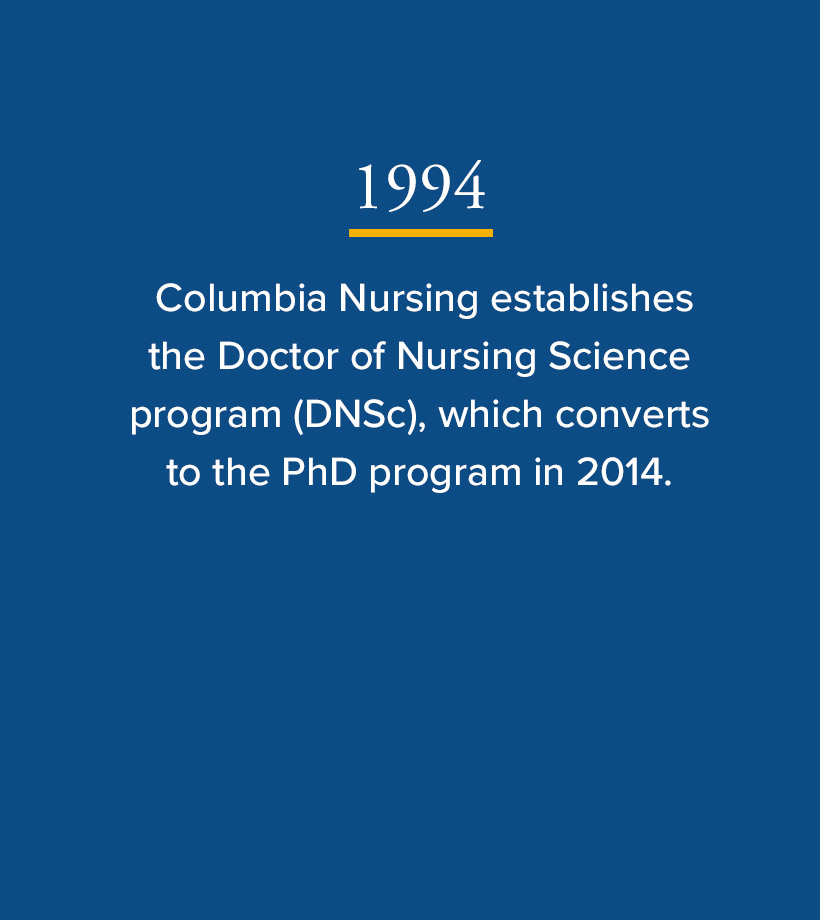 1994
Columbia Nursing establishes
the Doctor of Nursing Science
program (DNSc), which converts
to the PhD program in 2014.